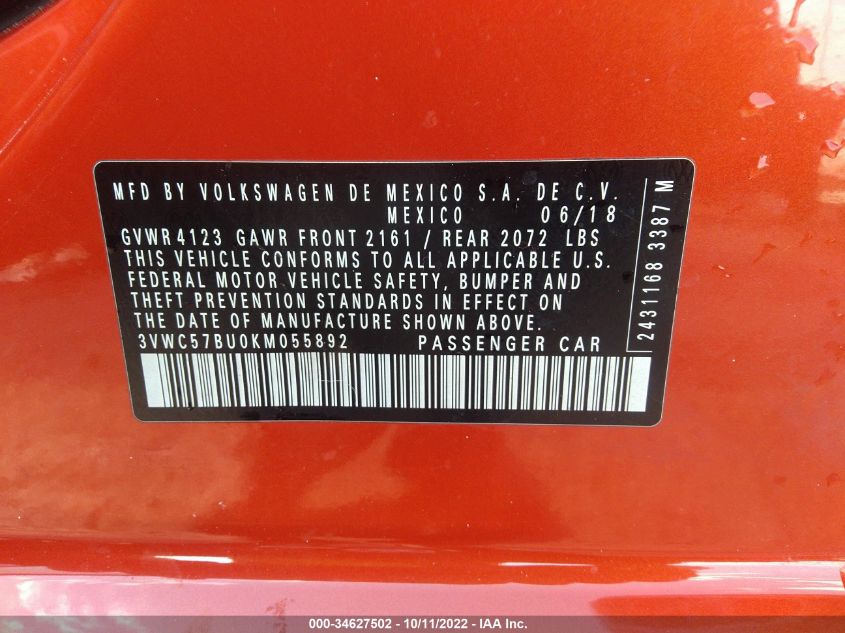 MFD BY VOLKSWAGEN DE MEXICO S.A. DE C.V.
MEXICO 06/18
GVWR 4123 GAWR FRONT 2161 / REAR 2072 LBS
THIS VEHICLE CONFORMS TO ALL APPLICABLE U.S.
FEDERAL MOTOR VEHICLE SAFETY, BUMPER AND
THEFT PREVENTION STANDARDS IN EFFECT ON
THE DATE OF MANUFACTURE SHOWN ABOVE.
3VWC57BU0KM055892 PASSENGER CAR
2431168 3387 M
000-34627502 - 10/11/2022 - IAA Inc.